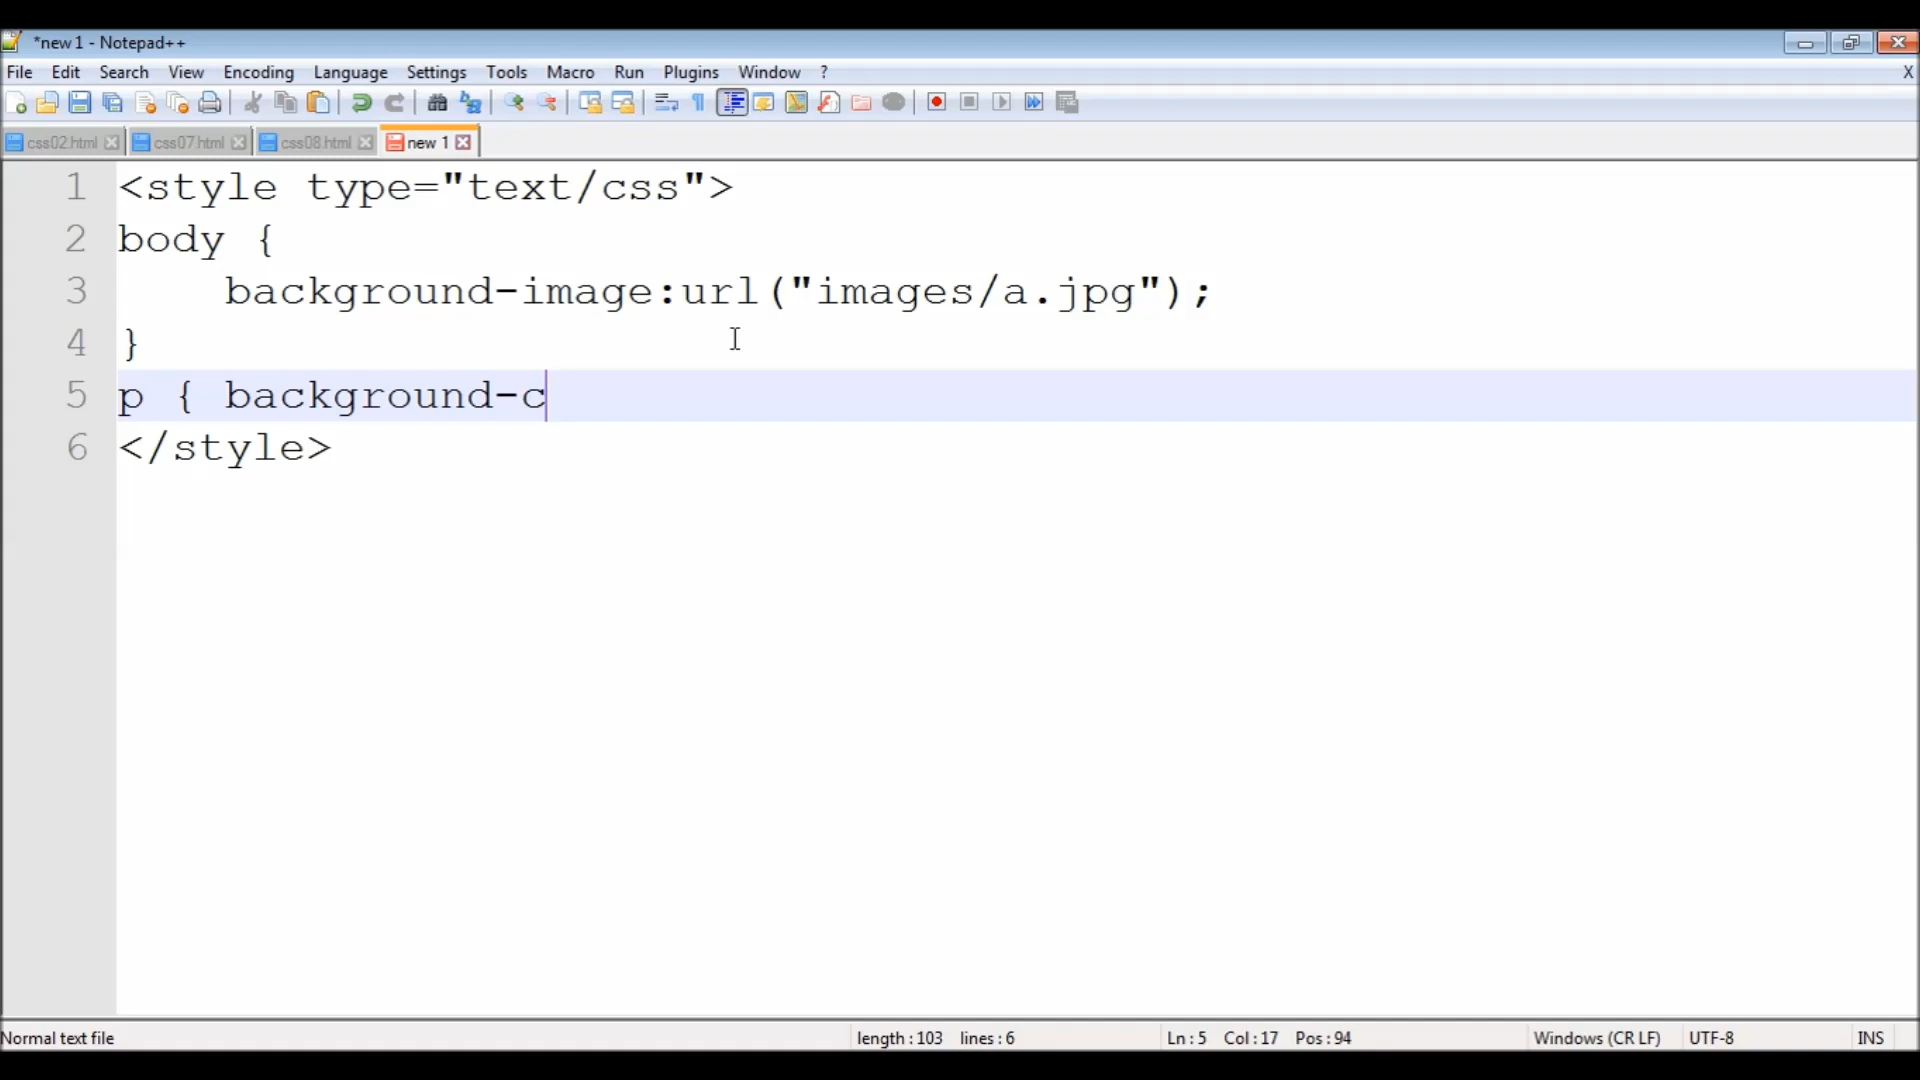 *new 1 - Notepad++
File Edit Search View Encoding Language Settings Tools Macro Run Plugins Window ? X
css02.html css07.html css08.html new 1
1 <style type="text/css">
2 body {
3     background-image:url("images/a.jpg");
4 }
5 p { background-c
6 </style>
Normal text file length : 103 lines : 6 Ln : 5 Col : 17 Pos : 94 Windows (CR LF) UTF-8 INS